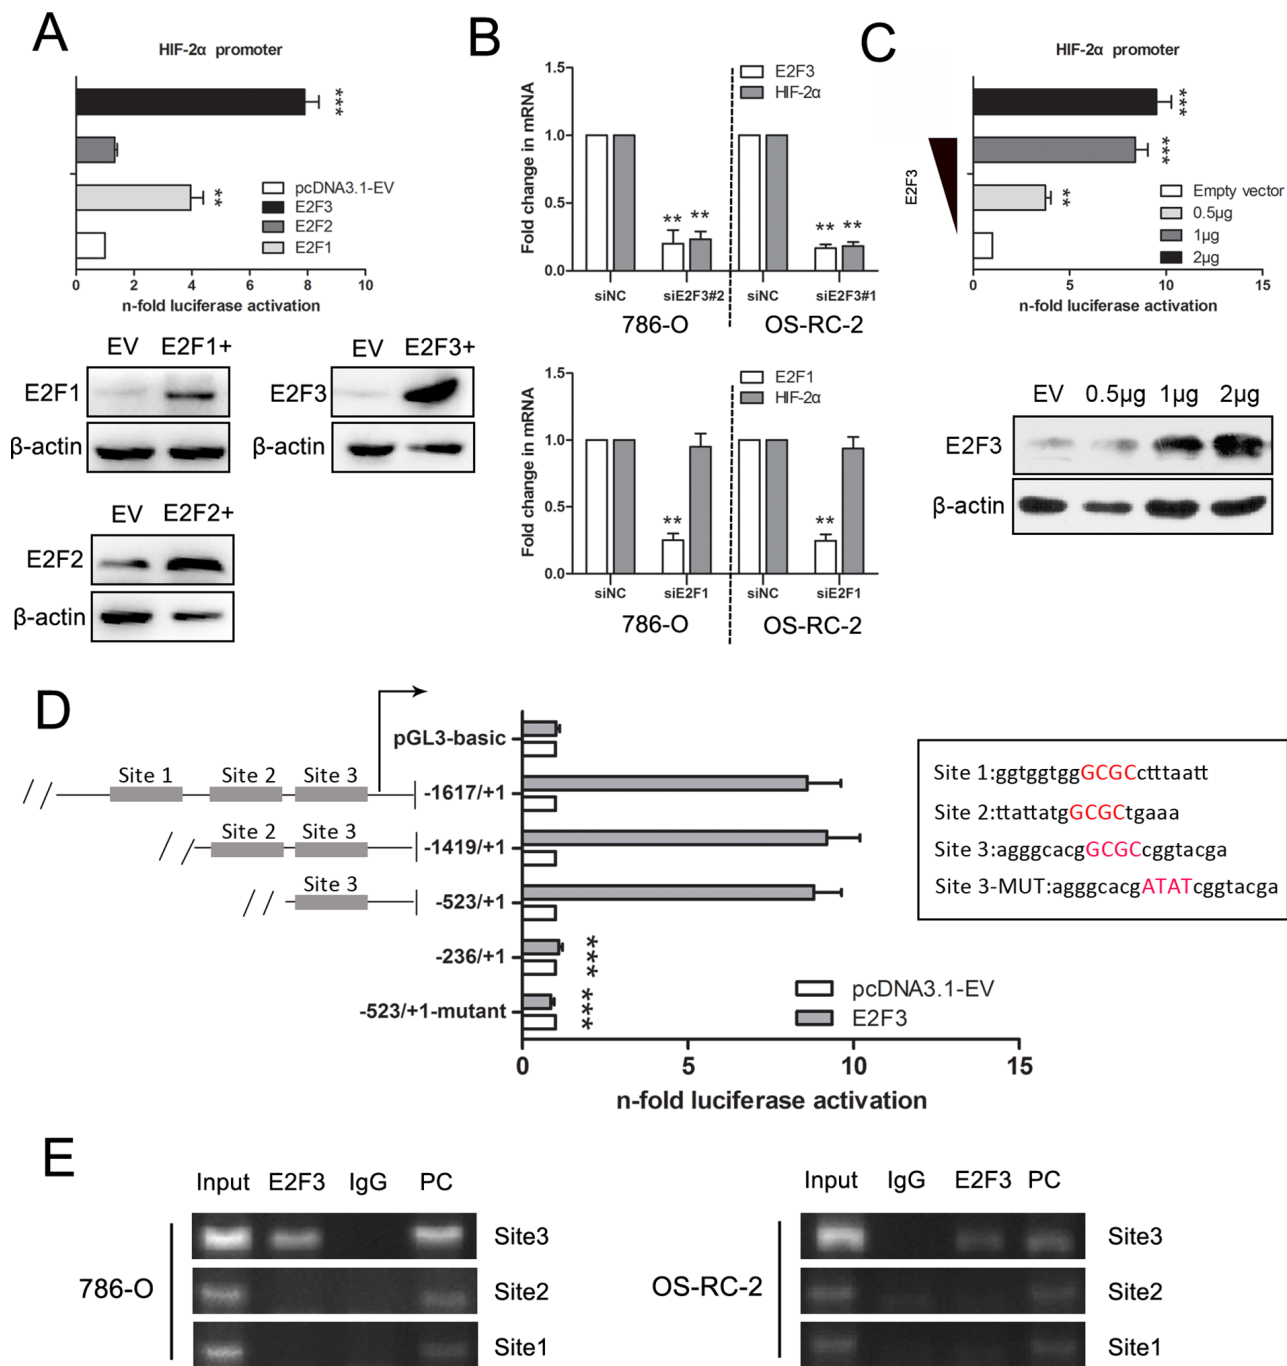 A
HIF-2α promoter
***
**
pcDNA3.1-EV
E2F3
E2F2
E2F1
0 2 4 6 8 10
n-fold luciferase activation
EV E2F1+
E2F1
β-actin
EV E2F3+
E2F3
β-actin
EV E2F2+
E2F2
β-actin
B
Fold change in mRNA
1.5
1.0
0.5
0.0
E2F3
HIF-2α
** ** ** **
siNC siE2F3#2 siNC siE2F3#1
786-O OS-RC-2
Fold change in mRNA
1.5
1.0
0.5
0.0
E2F1
HIF-2α
** **
siNC siE2F1 siNC siE2F1
786-O OS-RC-2
C
HIF-2α promoter
E2F3
***
***
**
Empty vector
0.5µg
1µg
2µg
0 5 10 15
n-fold luciferase activation
EV 0.5µg 1µg 2µg
E2F3
β-actin
D
pGL3-basic
// Site 1 Site 2 Site 3 -1617/+1
// Site 2 Site 3 -1419/+1
// Site 3 -523/+1
-236/+1 ***
-523/+1-mutant ***
pcDNA3.1-EV
E2F3
0 5 10 15
n-fold luciferase activation
Site 1:ggtggtggGCGCctttaatt
Site 2:ttattatgGCGCtgaaa
Site 3:agggcacgGCGCcggtacga
Site 3-MUT:agggcacgATATcggtacga
E
Input E2F3 IgG PC
786-O
Site3
Site2
Site1
Input IgG E2F3 PC
OS-RC-2
Site3
Site2
Site1